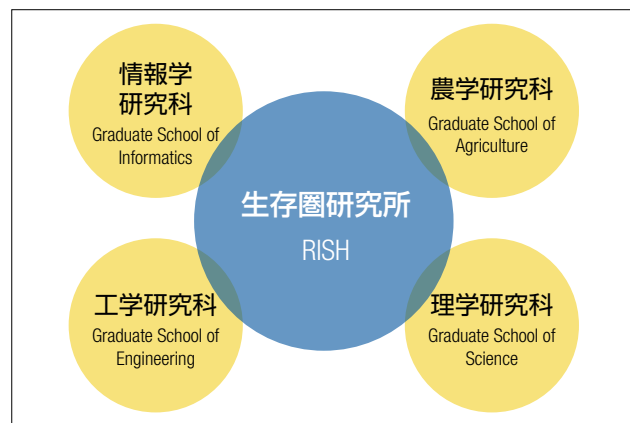 情報学
研究科
Graduate School of
Informatics
農学研究科
Graduate School of
Agriculture
生存圏研究所
RISH
工学研究科
Graduate School of
Engineering
理学研究科
Graduate School of
Science